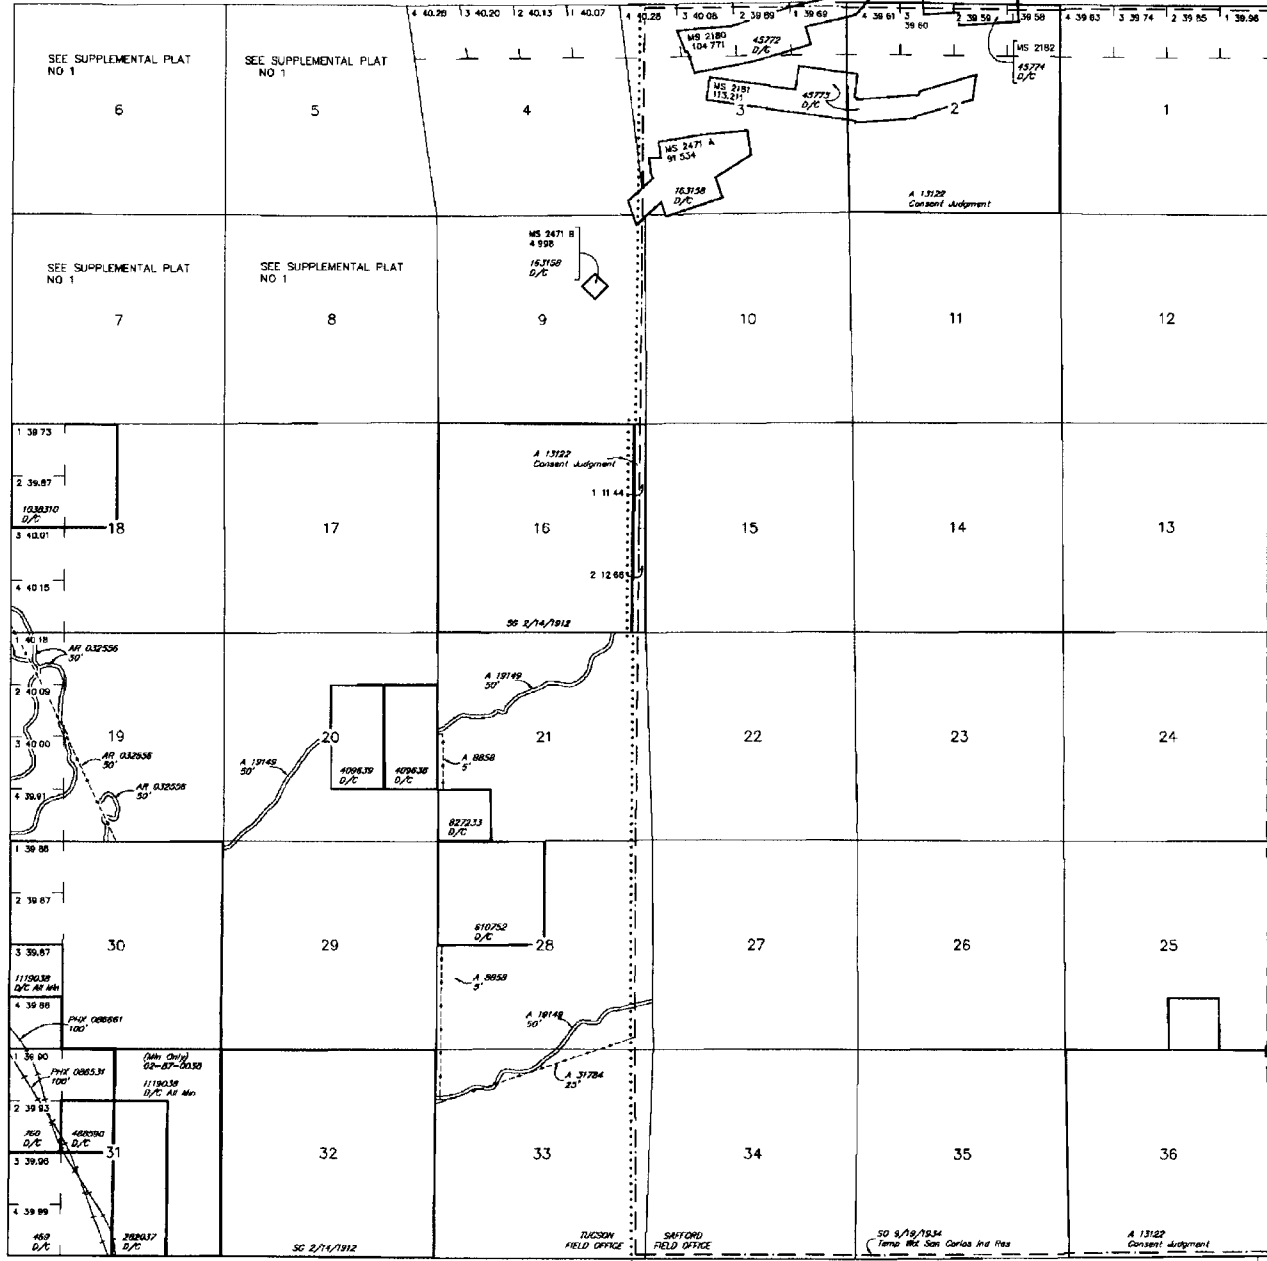 4 40.26 3 40.20 2 40.13 1 40.07 4 40.26 3 40 08 2 39 89 1 39 69 4 39 61 3 39 60 2 39 59 1 39 58 4 39 63 3 39 74 2 39 85 1 39.96
SEE SUPPLEMENTAL PLAT
NO 1
6
SEE SUPPLEMENTAL PLAT
NO 1
5
4
MS 2180
104 771
45772
D/C
MS 2181
113.211
45773
D/C
3
MS 2182
45774
D/C
2
1
MS 2471 A
91 534
163158
D/C
A 13122
Consent Judgment
SEE SUPPLEMENTAL PLAT
NO 1
7
SEE SUPPLEMENTAL PLAT
NO 1
8
MS 2471 B
4 998
163158
D/C
9
10
11
12
1 39 73
2 39.87
1038310
D/C
3 40.01
4 40 15
18
17
A 13122
Consent Judgment
1 11 44
16
2 12 66
SG 2/14/1912
15
14
13
1 40.18
AR 032556
50'
2 40 09
3 40 00
19
AR 032556
50'
4 39.91
AR 032556
50'
A 19149
50'
20
409639
D/C
409638
D/C
A 19149
50'
21
A 8858
5'
827233
D/C
22
23
24
1 39 86
2 39 87
30
3 39.87
1119038
D/C All Min
4 39 88
PHX 086661
100'
29
610752
D/C
28
A 8858
5'
A 19149
50'
27
26
25
1 39 90
(Min Only)
02-87-0038
PHX 086531
100'
1119038
D/C All Min
2 39.93
760
D/C
468590
D/C
31
3 39.96
4 39 99
469
D/C
282037
D/C
32
SG 2/14/1912
A 31784
25'
33
TUCSON
FIELD OFFICE
SAFFORD
FIELD OFFICE
34
35
SO 9/19/1934
Temp Wdl San Carlos Ind Res
36
A 13122
Consent Judgment